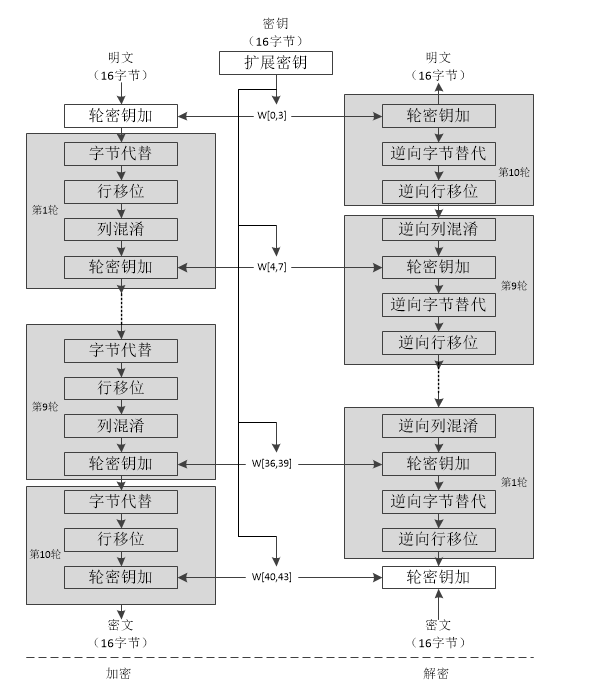 密钥
（16字节）
扩展密钥
明文
（16字节）
轮密钥加
第1轮
字节代替
行移位
列混淆
轮密钥加
第9轮
字节代替
行移位
列混淆
轮密钥加
第10轮
字节代替
行移位
轮密钥加
密文
（16字节）
加密
W[0,3]
W[4,7]
W[36,39]
W[40,43]
明文
（16字节）
轮密钥加
逆向字节替代
第10轮
逆向行移位
逆向列混淆
轮密钥加
第9轮
逆向字节替代
逆向行移位
逆向列混淆
轮密钥加
第1轮
逆向字节替代
逆向行移位
轮密钥加
密文
（16字节）
解密